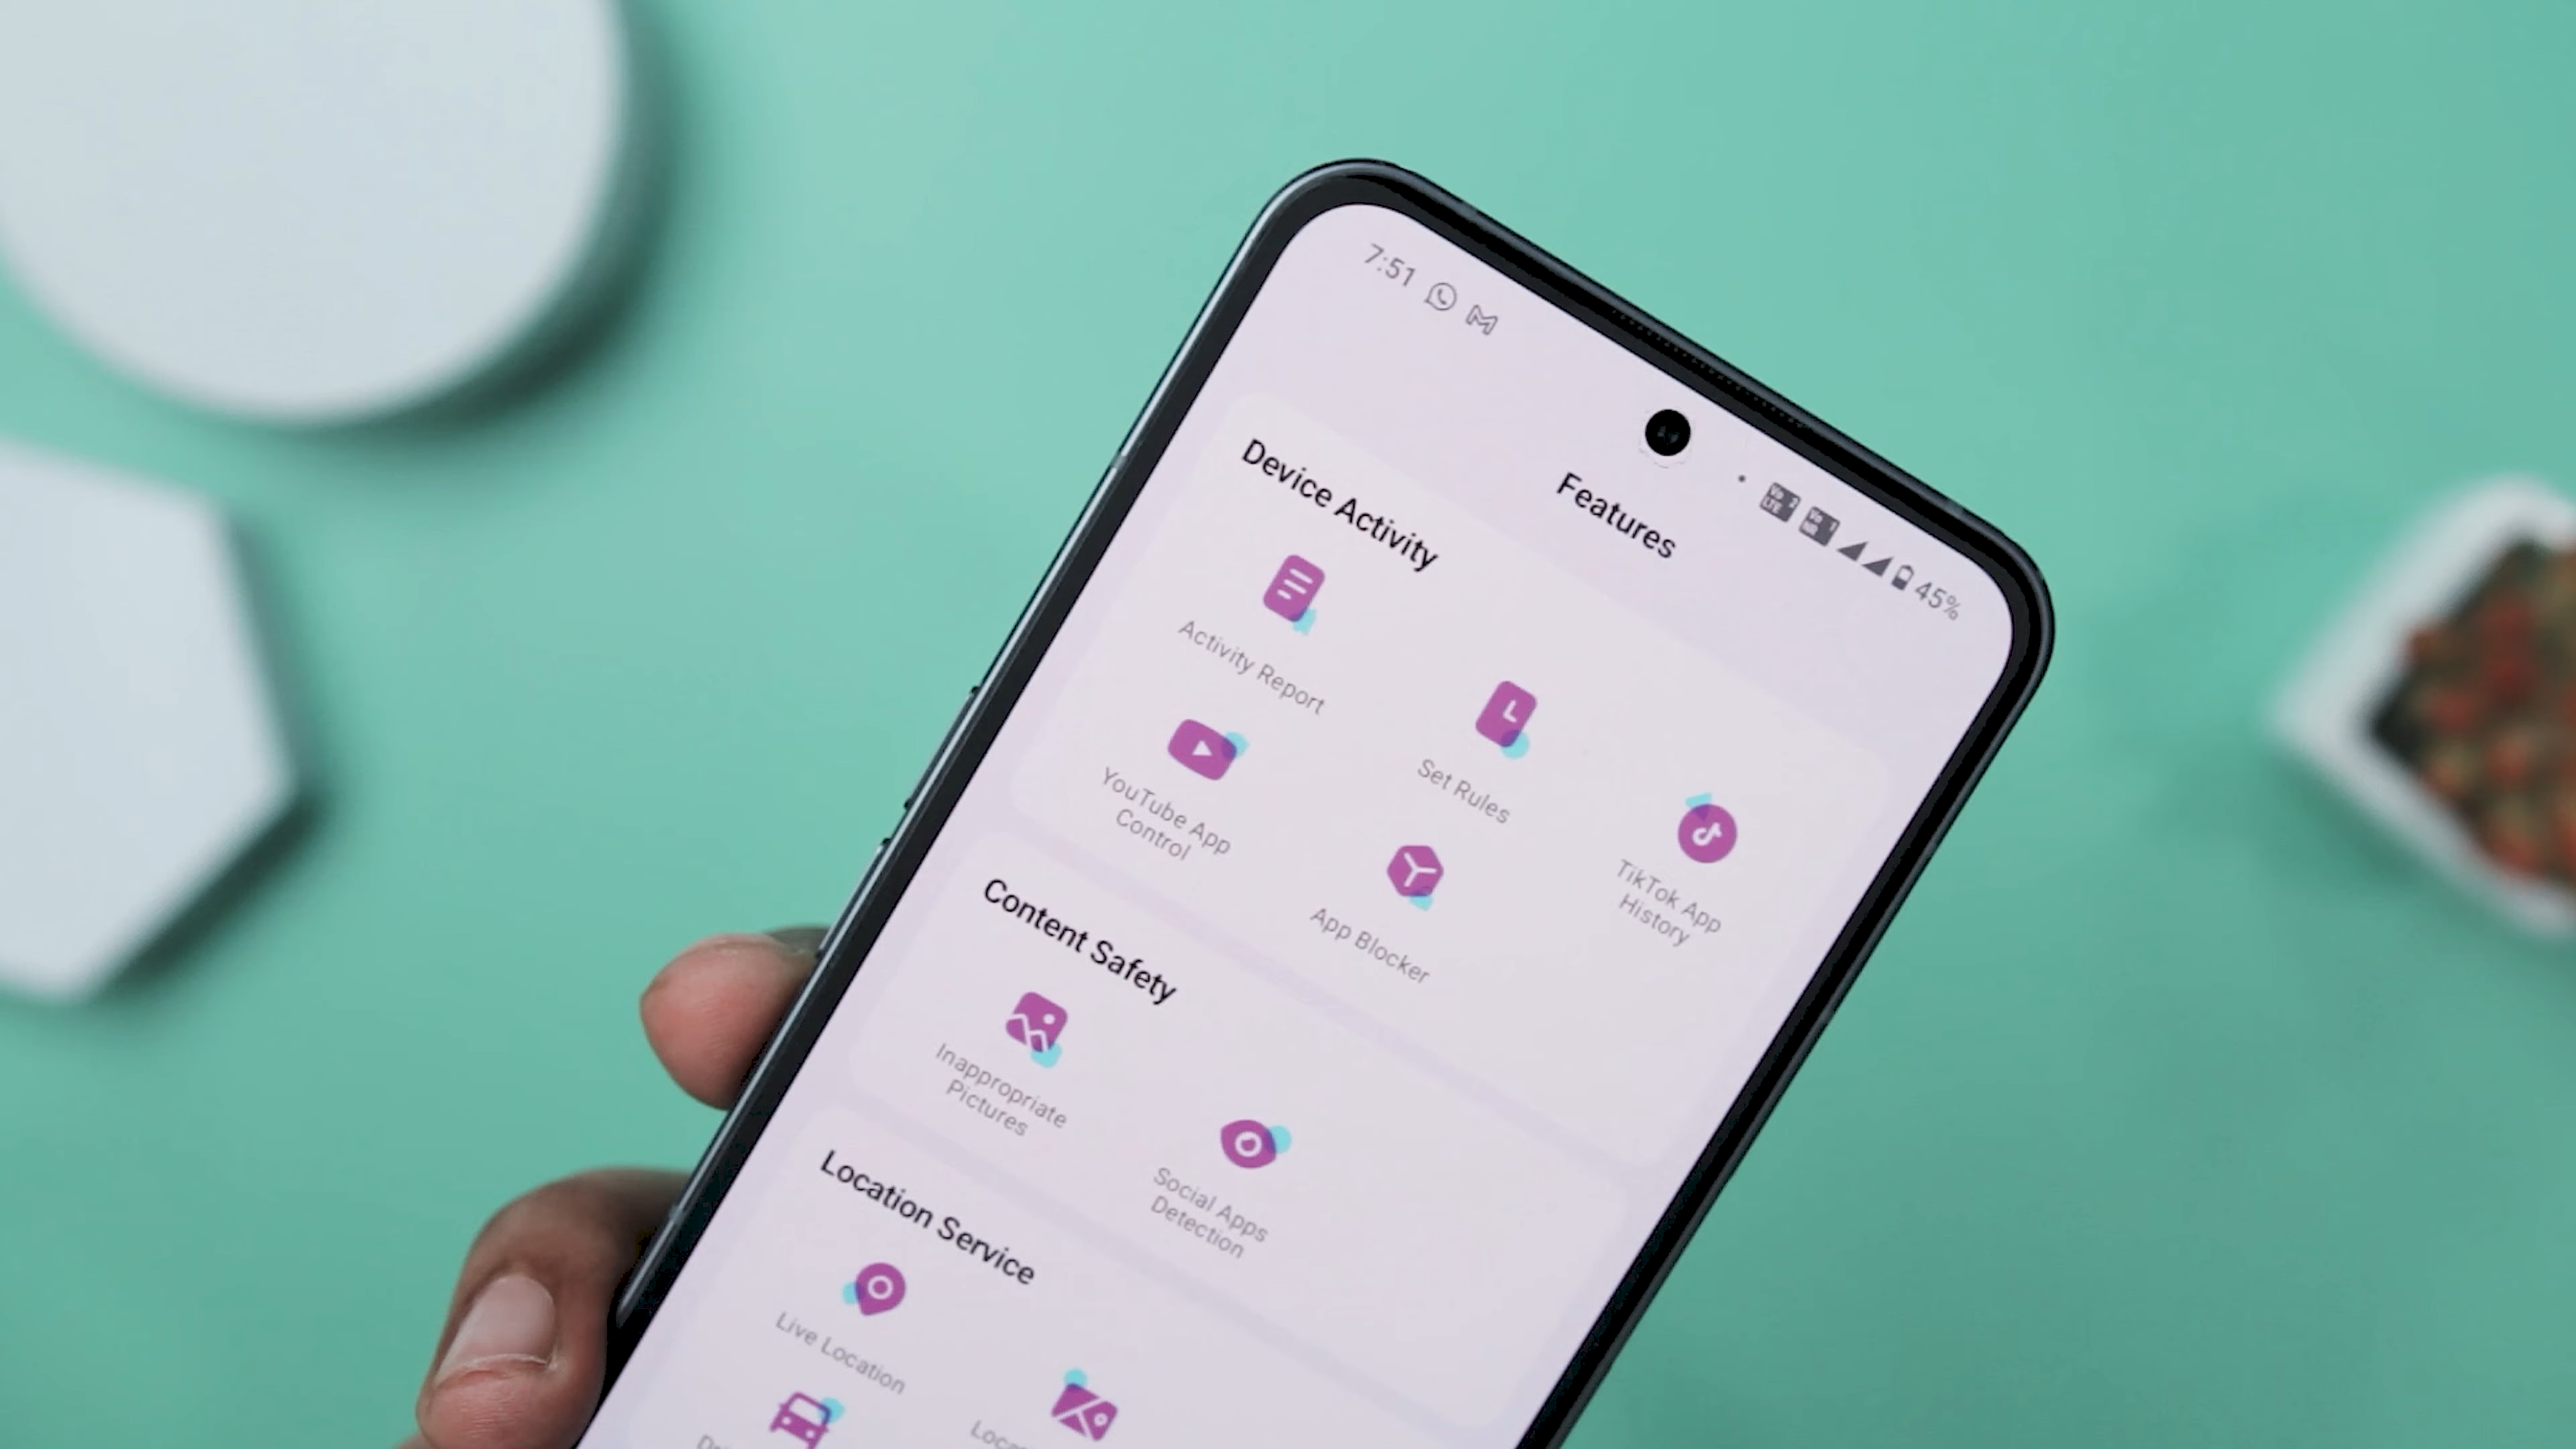 7:51
45%
Features
Device Activity
Activity Report
Set Rules
TikTok App
History
YouTube App
Control
App Blocker
Content Safety
Inappropriate
Pictures
Social Apps
Detection
Location Service
Live Location